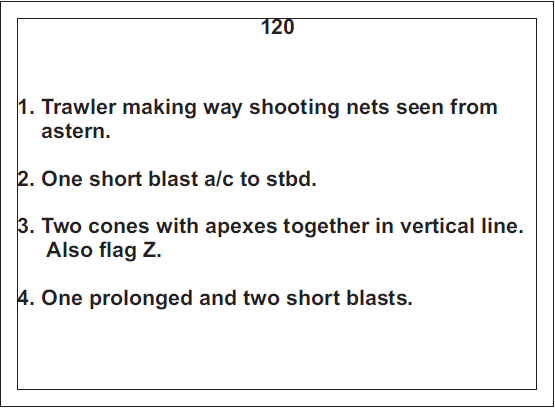 120
1. Trawler making way shooting nets seen from
astern.
2. One short blast a/c to stbd.
3. Two cones with apexes together in vertical line.
Also flag Z.
4. One prolonged and two short blasts.